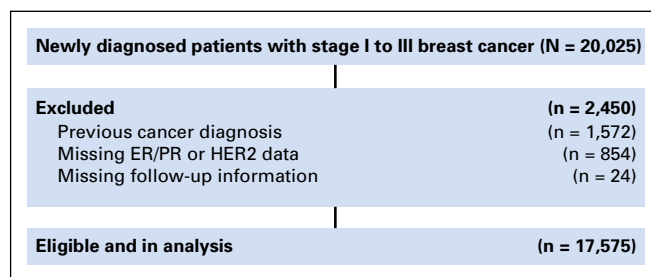 Newly diagnosed patients with stage I to III breast cancer (N = 20,025)
Excluded (n = 2,450)
Previous cancer diagnosis (n = 1,572)
Missing ER/PR or HER2 data (n = 854)
Missing follow-up information (n = 24)
Eligible and in analysis (n = 17,575)